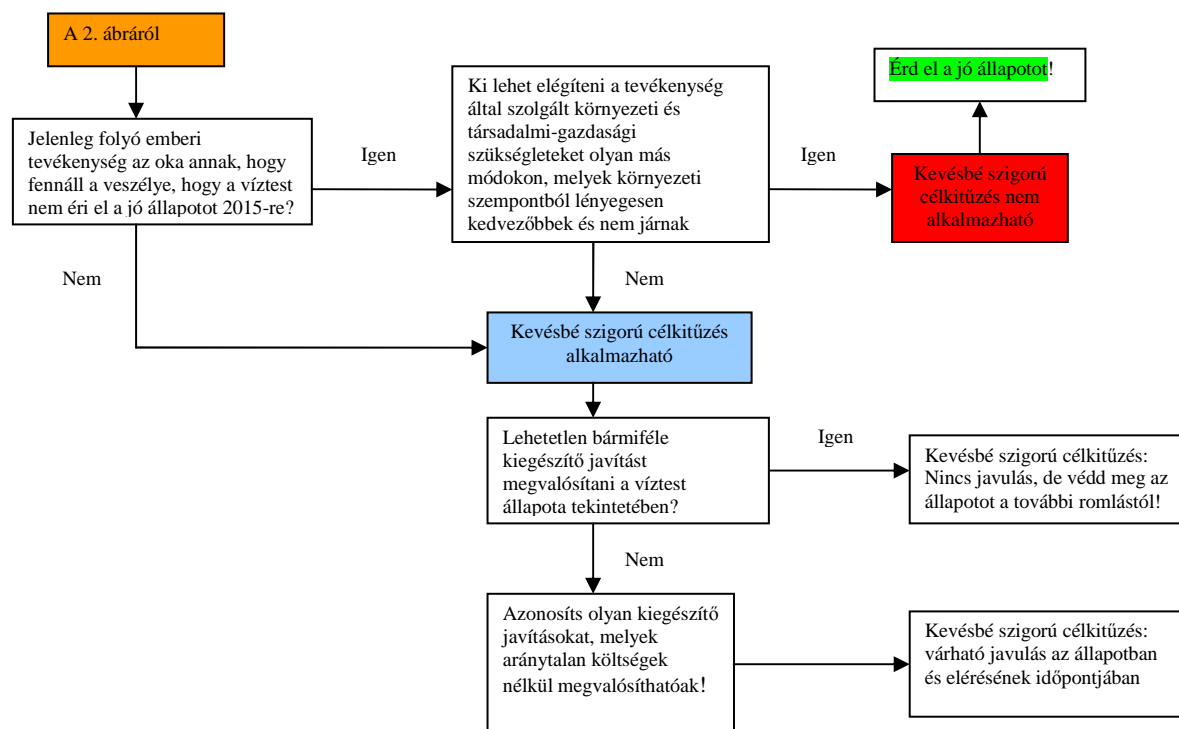 A 2. ábráról
Jelenleg folyó emberi
tevékenység az oka annak, hogy
fennáll a veszélye, hogy a víztest
nem éri el a jó állapotot 2015-re?
Igen
Ki lehet elégíteni a tevékenység
által szolgált környezeti és
társadalmi-gazdasági
szükségleteket olyan más
módokon, melyek környezeti
szempontból lényegesen
kedvezőbbek és nem járnak
Igen
Érd el a jó állapotot!
Kevésbé szigorú
célkitűzés nem
alkalmazható
Nem
Nem
Kevésbé szigorú célkitűzés
alkalmazható
Lehetetlen bármiféle
kiegészítő javítást
megvalósítani a víztest
állapota tekintetében?
Igen
Kevésbé szigorú célkitűzés:
Nincs javulás, de védd meg az
állapotot a további romlástól!
Nem
Azonosíts olyan kiegészítő
javításokat, melyek
aránytalan költségek
nélkül megvalósíthatóak!
Kevésbé szigorú célkitűzés:
várható javulás az állapotban
és elérésének időpontjában